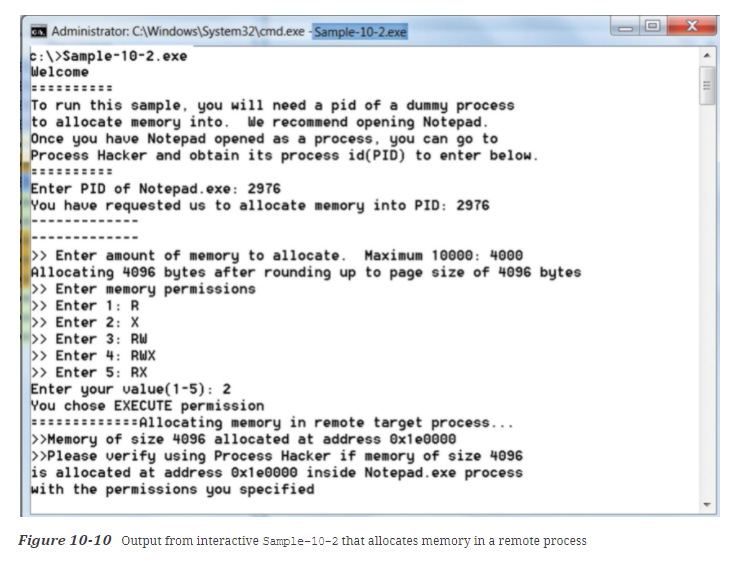 Administrator: C:\Windows\System32\cmd.exe - Sample-10-2.exe
c:\>Sample-10-2.exe
Welcome
==========
To run this sample, you will need a pid of a dummy process
to allocate memory into.  We recommend opening Notepad.
Once you have Notepad opened as a process, you can go to
Process Hacker and obtain its process id(PID) to enter below.
==========
Enter PID of Notepad.exe: 2976
You have requested us to allocate memory into PID: 2976
-------------
-------------
>> Enter amount of memory to allocate.  Maximum 10000: 4000
Allocating 4096 bytes after rounding up to page size of 4096 bytes
>> Enter memory permissions
>> Enter 1: R
>> Enter 2: X
>> Enter 3: RW
>> Enter 4: RWX
>> Enter 5: RX
Enter your value(1-5): 2
You chose EXECUTE permission
=============Allocating memory in remote target process...
>>Memory of size 4096 allocated at address 0x1e0000
>>Please verify using Process Hacker if memory of size 4096
is allocated at address 0x1e0000 inside Notepad.exe process
with the permissions you specified
Figure 10-10 Output from interactive Sample-10-2 that allocates memory in a remote process